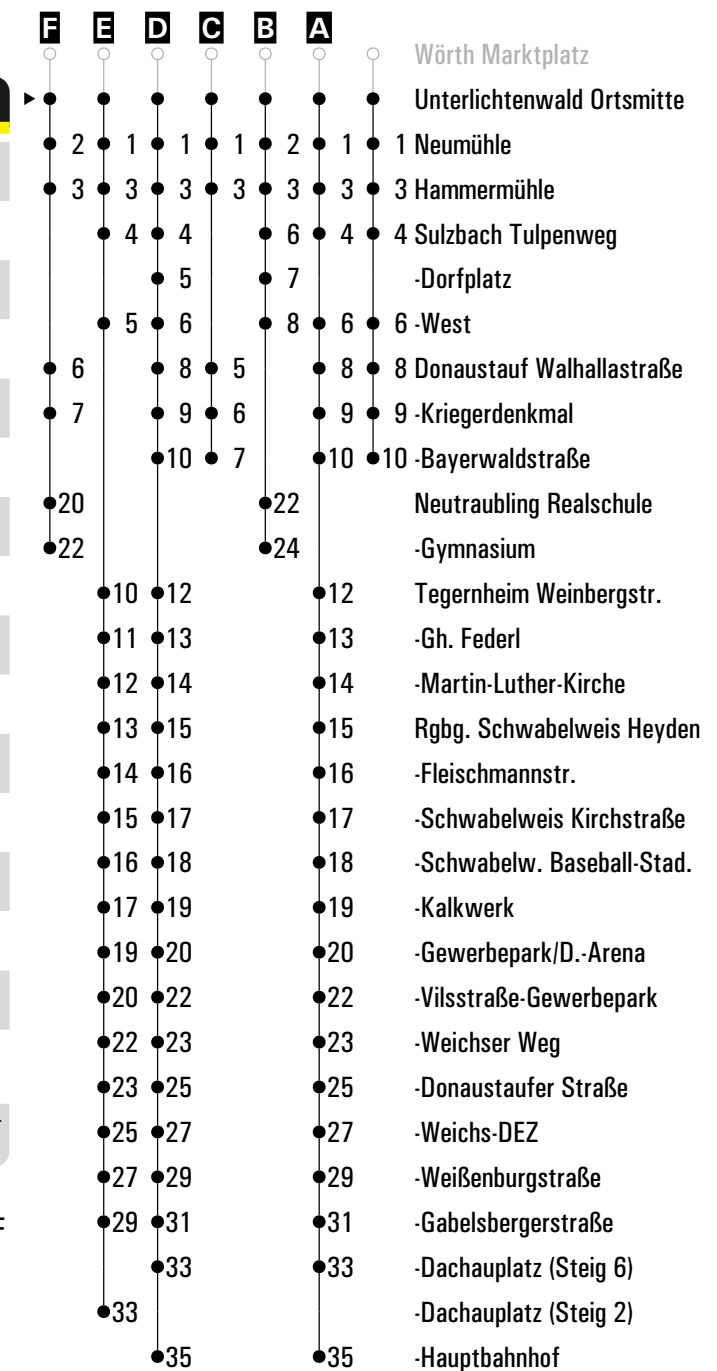 F E D C B A
Wörth Marktplatz
Unterlichtenwald Ortsmitte
2 1 1 1 2 1 1 Neumühle
3 3 3 3 3 3 3 Hammermühle
4 4 6 4 4 Sulzbach Tulpenweg
5 7 -Dorfplatz
5 6 8 6 6 -West
6 8 5 8 8 Donaustauf Walhallastraße
7 9 6 9 9 -Kriegerdenkmal
10 7 10 10 -Bayerwaldstraße
20 22 Neutraubling Realschule
22 24 -Gymnasium
10 12 12 Tegernheim Weinbergstr.
11 13 13 -Gh. Federl
12 14 14 -Martin-Luther-Kirche
13 15 15 Rgbg. Schwabelweis Heyden
14 16 16 -Fleischmannstr.
15 17 17 -Schwabelweis Kirchstraße
16 18 18 -Schwabelw. Baseball-Stad.
17 19 19 -Kalkwerk
19 20 20 -Gewerbepark/D.-Arena
20 22 22 -Vilsstraße-Gewerbepark
22 23 23 -Weichser Weg
23 25 25 -Donaustaufer Straße
25 27 27 -Weichs-DEZ
27 29 29 -Weißenburgstraße
29 31 31 -Gabelsbergerstraße
33 33 -Dachauplatz (Steig 6)
33 -Dachauplatz (Steig 2)
35 35 -Hauptbahnhof